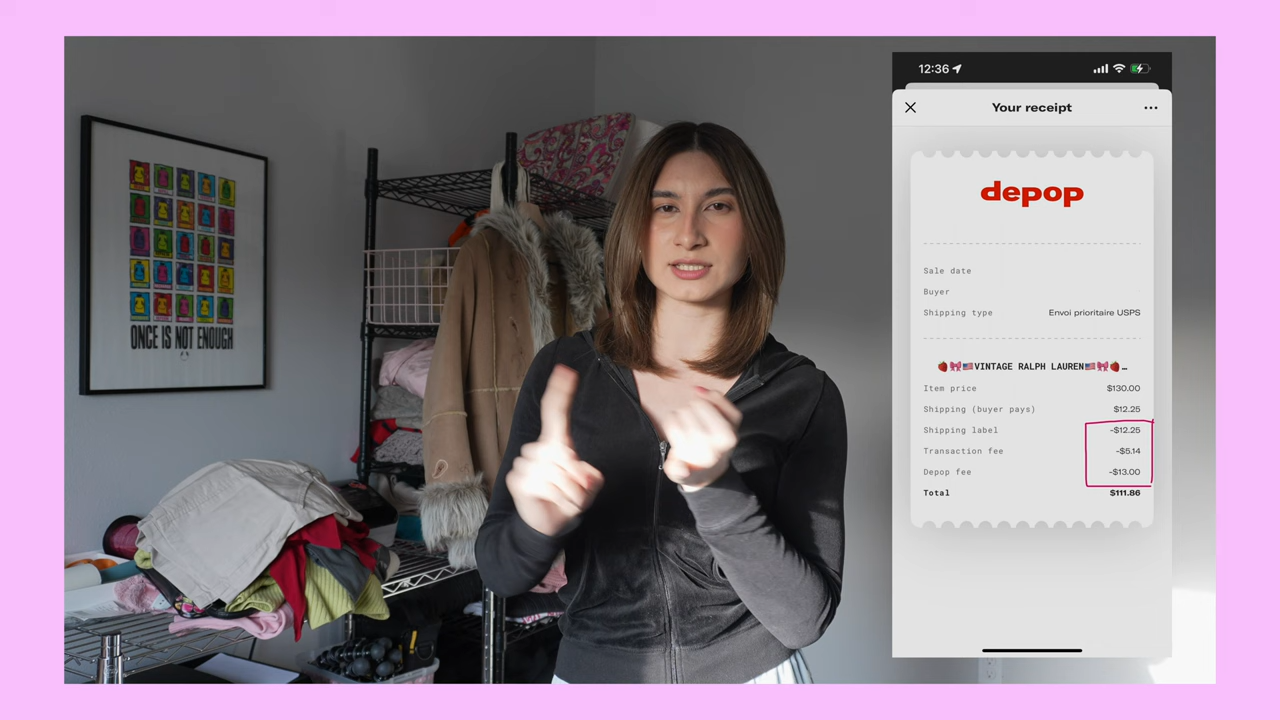 ONCE IS NOT ENOUGH
12:36
Your receipt
depop
Sale date
Buyer
Shipping type Envoi prioritaire USPS
🍓🎀🇺🇸VINTAGE RALPH LAUREN🇺🇸🎀🍓…
Item price $130.00
Shipping (buyer pays) $12.25
Shipping label -$12.25
Transaction fee -$5.14
Depop fee -$13.00
Total $111.86